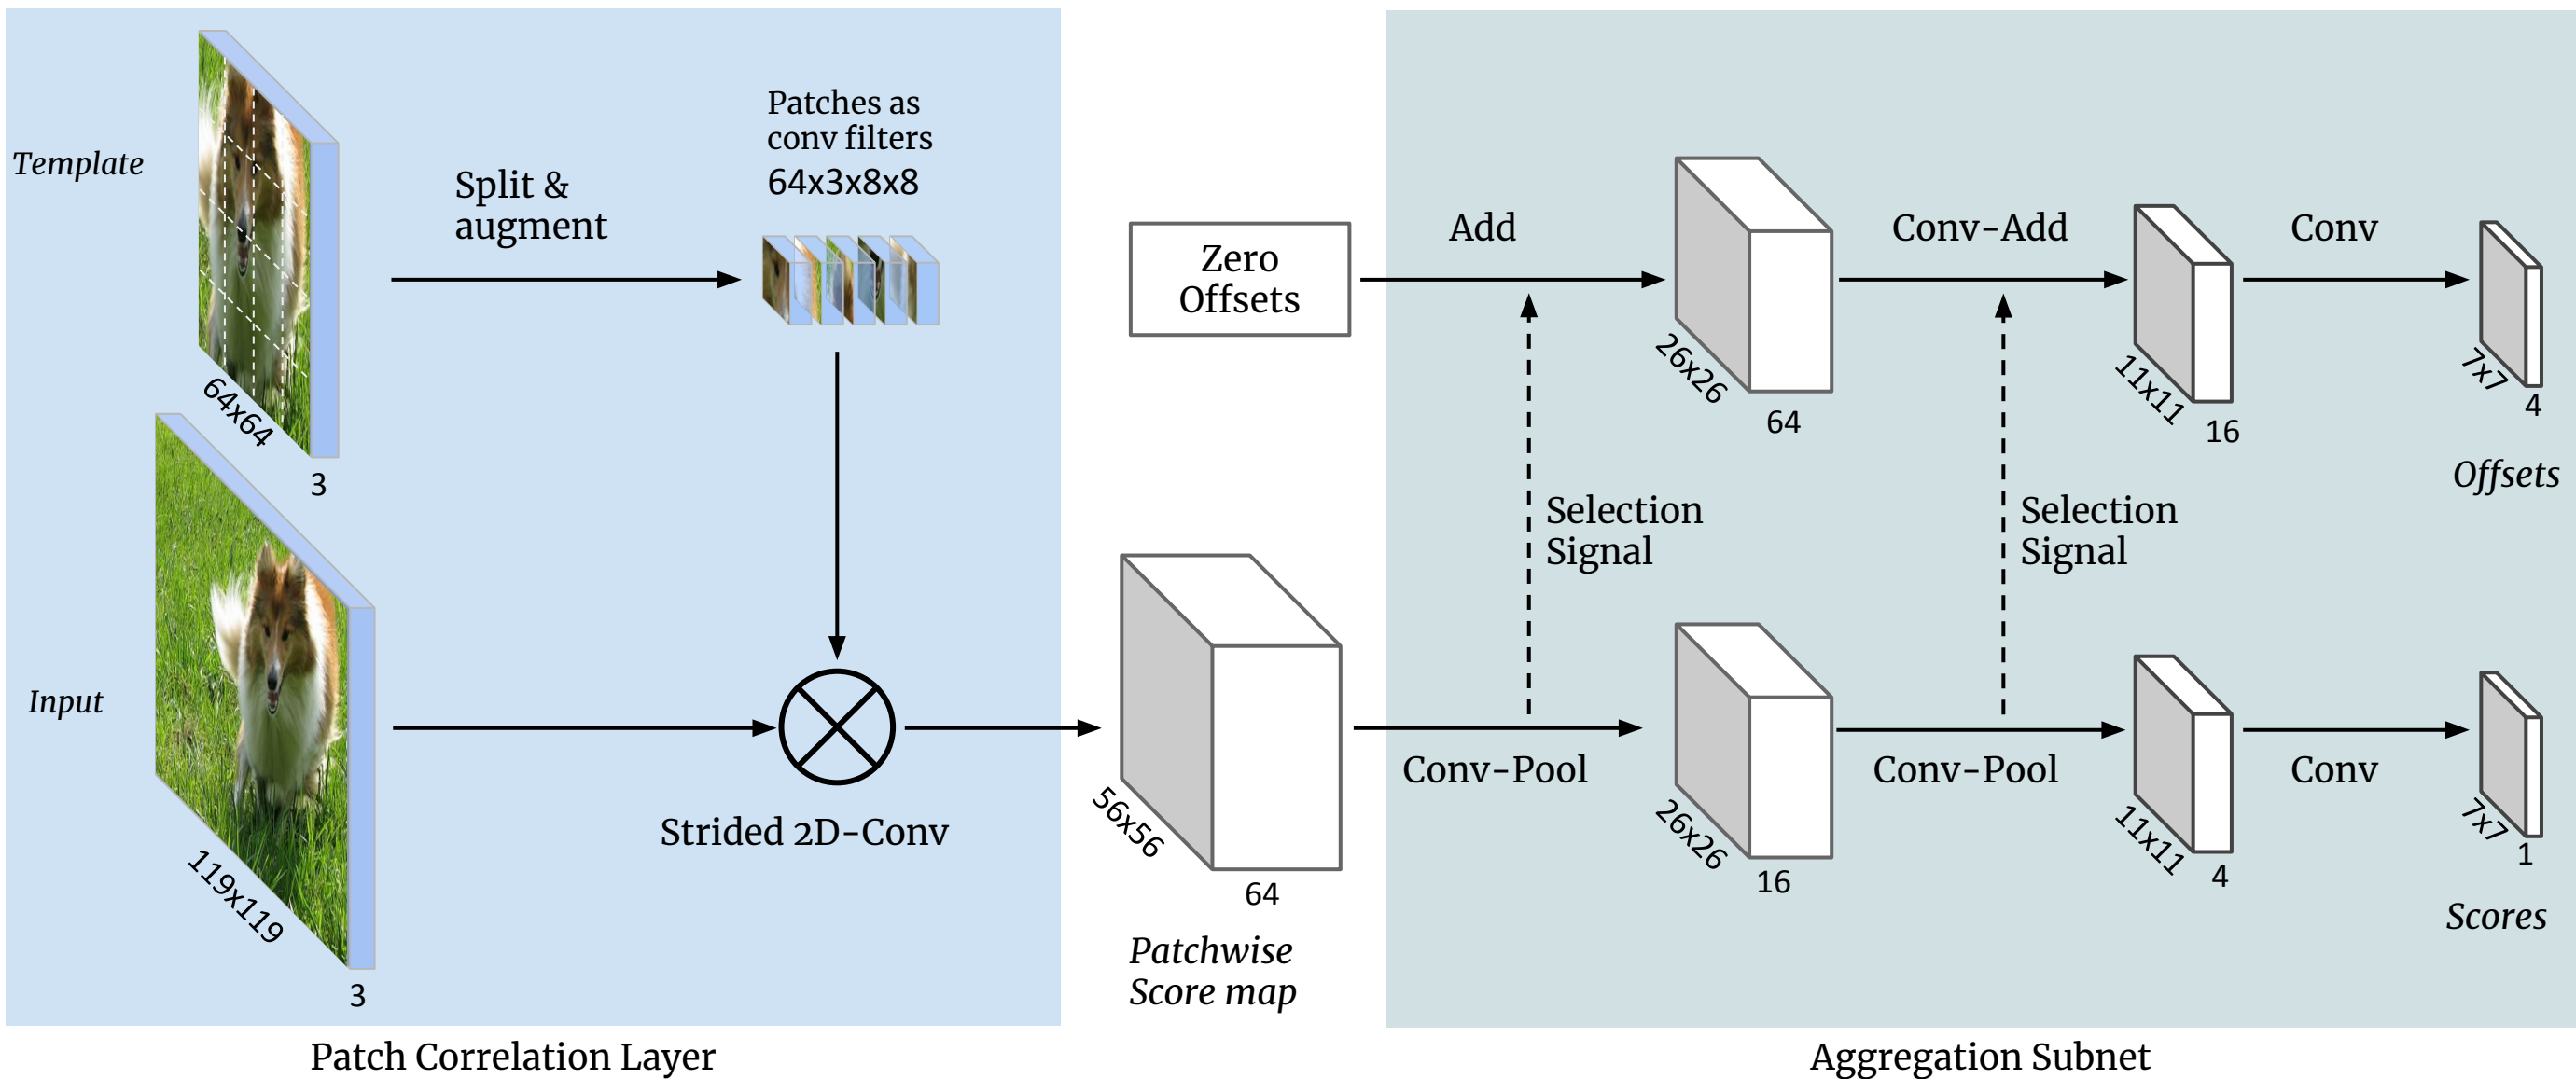 Template
64x64
3
Split &
augment
Patches as
conv filters
64x3x8x8
Input
119x119
3
Strided 2D-Conv
Patch Correlation Layer
Zero
Offsets
56x56
64
Patchwise
Score map
Add
26x26
64
Conv-Add
11x11
16
Conv
7x7
4
Offsets
Selection
Signal
Selection
Signal
Conv-Pool
26x26
16
Conv-Pool
11x11
4
Conv
7x7
1
Scores
Aggregation Subnet